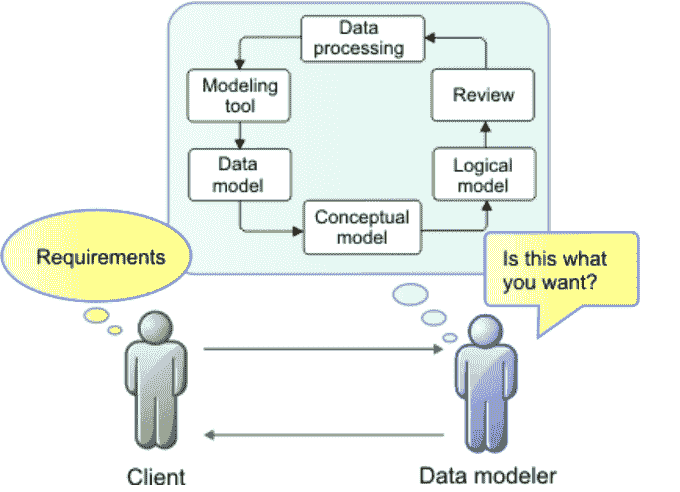 Data
processing
Modeling
tool
Review
Data
model
Logical
model
Conceptual
model
Requirements
Is this what
you want?
Client
Data modeler